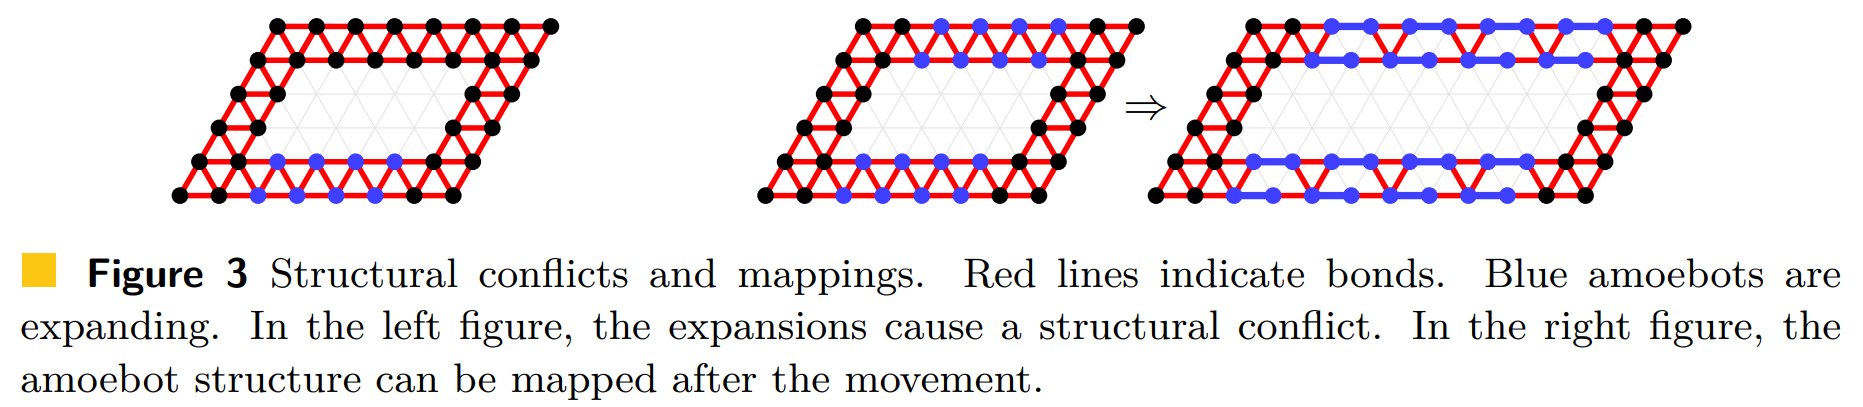 ⇒
Figure 3 Structural conflicts and mappings. Red lines indicate bonds. Blue amoebots are
expanding. In the left figure, the expansions cause a structural conflict. In the right figure, the
amoebot structure can be mapped after the movement.